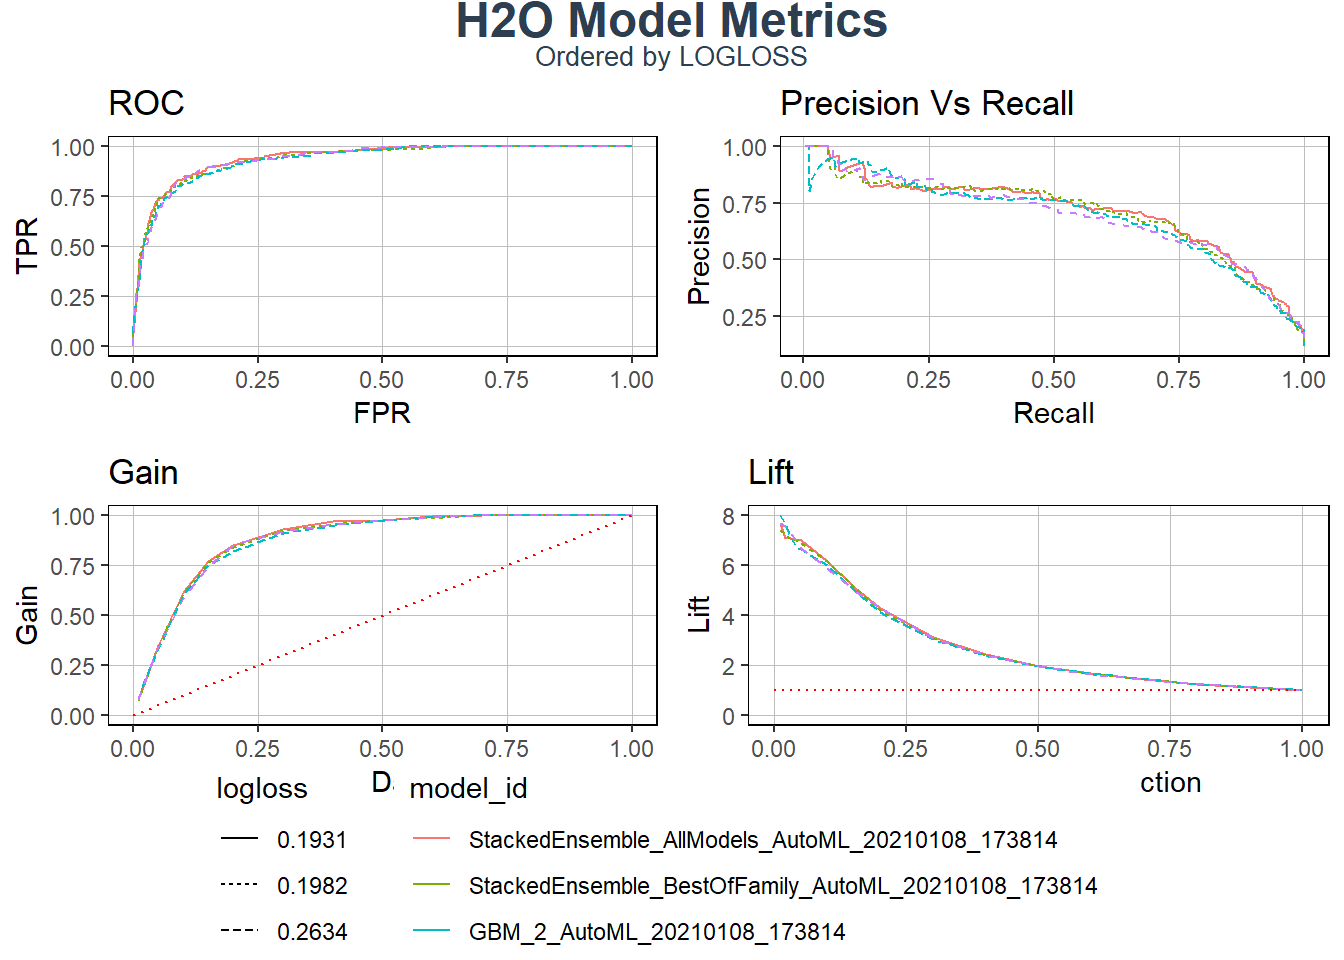 H2O Model Metrics
Ordered by LOGLOSS
ROC
1.00
0.75
0.50
0.25
0.00
TPR
0.00 0.25 0.50 0.75 1.00
FPR
Precision Vs Recall
1.00
0.75
0.50
0.25
Precision
0.00 0.25 0.50 0.75 1.00
Recall
Gain
1.00
0.75
0.50
0.25
0.00
Gain
0.00 0.25 0.50 0.75 1.00
Lift
8
6
4
2
0
Lift
0.00 0.25 0.50 0.75 1.00
ction
logloss
0.1931
0.1982
0.2634
model_id
StackedEnsemble_AllModels_AutoML_20210108_173814
StackedEnsemble_BestOfFamily_AutoML_20210108_173814
GBM_2_AutoML_20210108_173814